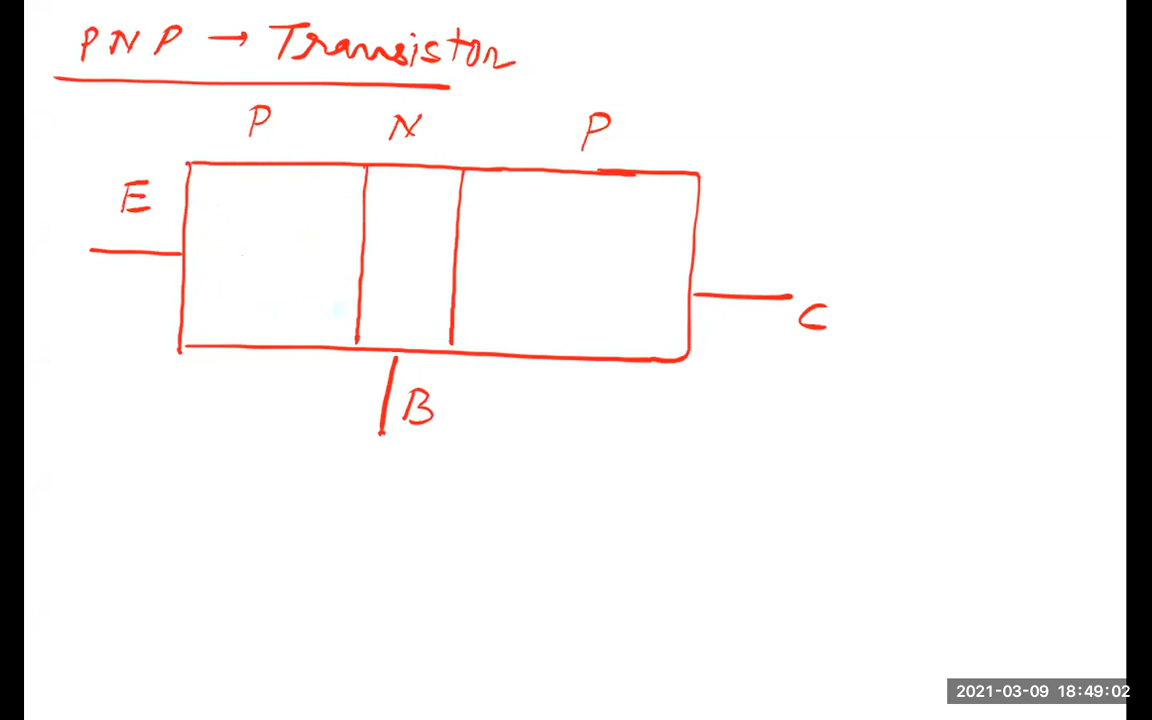 PNP → Transistor
P N P
E
C
B
2021-03-09 18:49:02